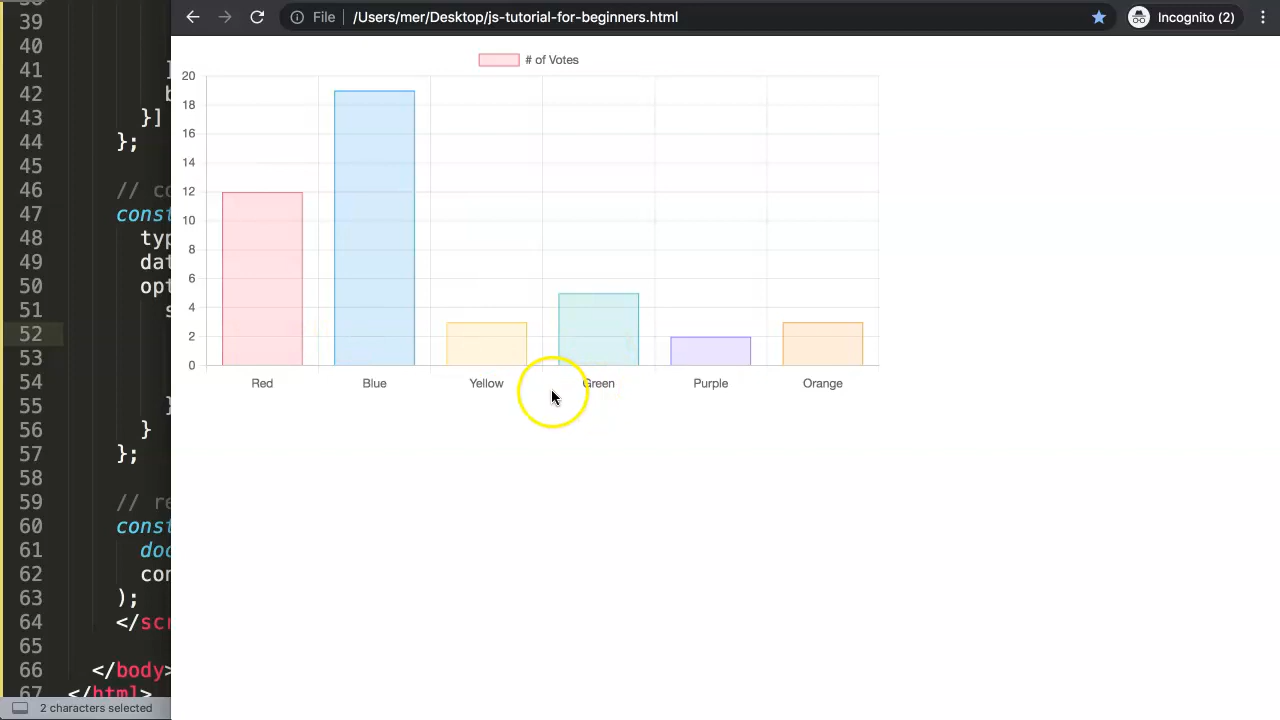 File /Users/mer/Desktop/js-tutorial-for-beginners.html Incognito (2)
# of Votes
20
18
16
14
12
10
8
6
4
2
0
Red Blue Yellow Green Purple Orange
39
40
41 ]
42 b
43 }]
44 };
45
46 // co
47 const
48 typ
49 dat
50 opt
51 s
52
53
54
55 }
56 }
57 };
58
59 // re
60 const
61 doc
62 con
63 );
64 </scr
65
66 </body>
67 </html>
2 characters selected